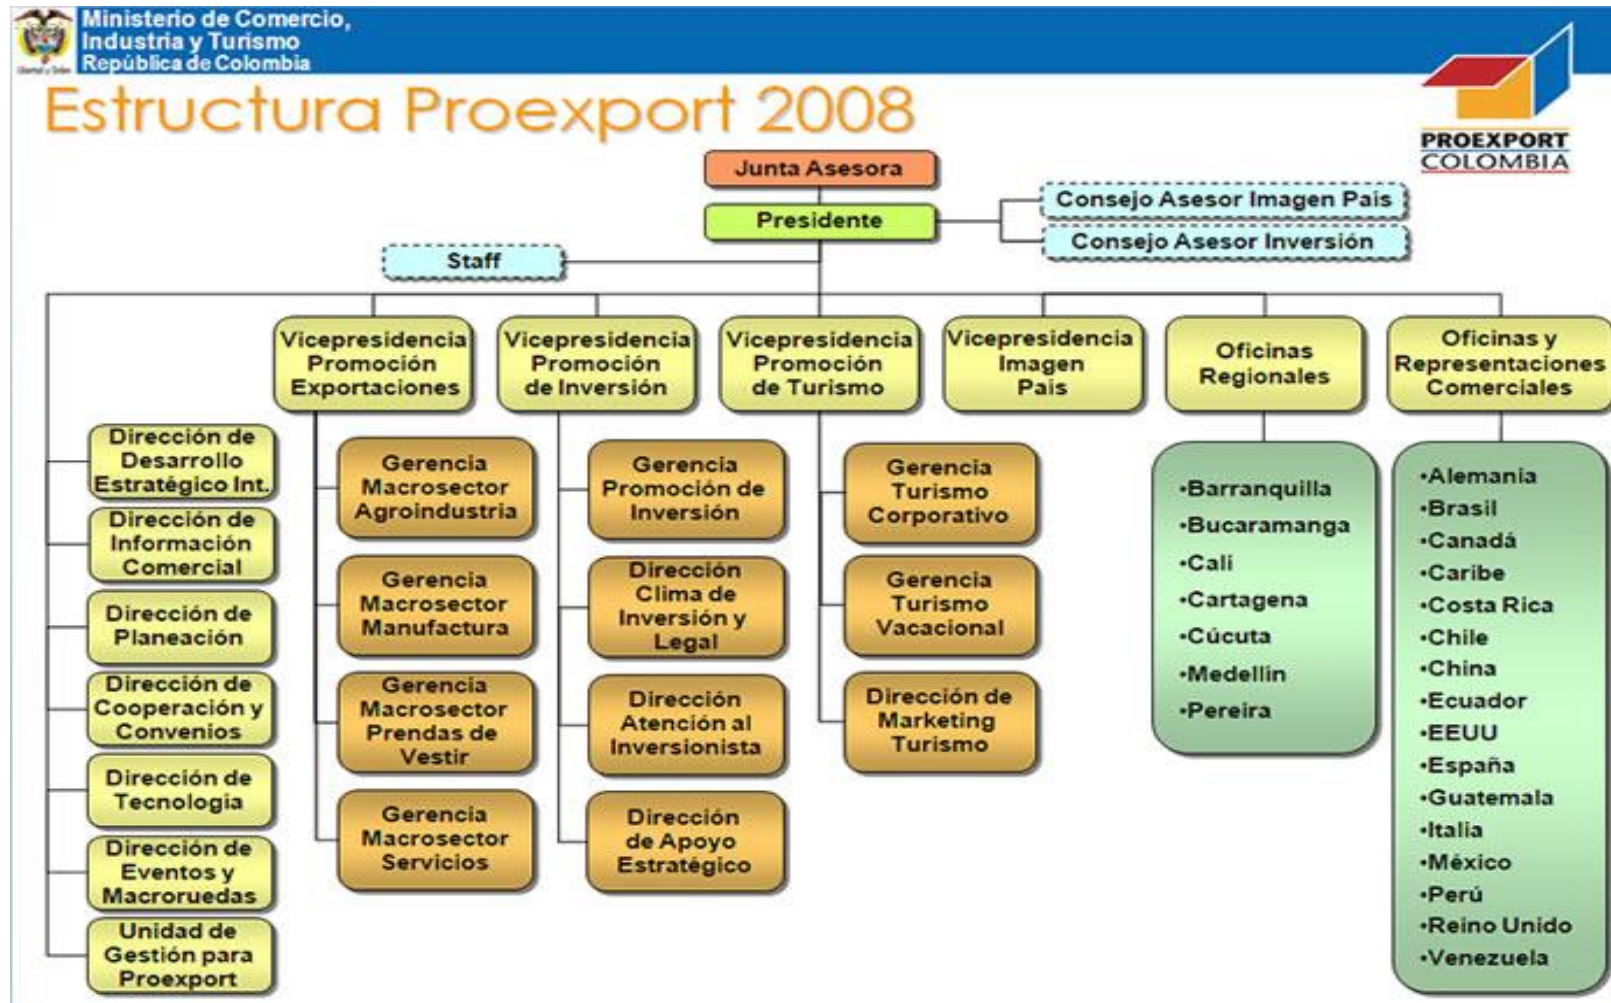 Ministerio de Comercio,
Industria y Turismo
República de Colombia
Libertad y Orden
Estructura Proexport 2008
PROEXPORT
COLOMBIA
Junta Asesora
Presidente
Consejo Asesor Imagen Pais
Consejo Asesor Inversión
Staff
Vicepresidencia
Promoción
Exportaciones
Vicepresidencia
Promoción
de Inversión
Vicepresidencia
Promoción
de Turismo
Vicepresidencia
Imagen
Pais
Oficinas
Regionales
Oficinas y
Representaciones
Comerciales
Dirección de
Desarrollo
Estratégico Int.
Dirección de
Información
Comercial
Dirección de
Planeación
Dirección de
Cooperación y
Convenios
Dirección de
Tecnologia
Dirección de
Eventos y
Macroruedas
Unidad de
Gestión para
Proexport
Gerencia
Macrosector
Agroindustria
Gerencia
Macrosector
Manufactura
Gerencia
Macrosector
Prendas de
Vestir
Gerencia
Macrosector
Servicios
Gerencia
Promoción de
Inversión
Dirección
Clima de
Inversión y
Legal
Dirección
Atención al
Inversionista
Dirección
de Apoyo
Estratégico
Gerencia
Turismo
Corporativo
Gerencia
Turismo
Vacacional
Dirección de
Marketing
Turismo
•Barranquilla
•Bucaramanga
•Cali
•Cartagena
•Cúcuta
•Medellin
•Pereira
•Alemania
•Brasil
•Canadá
•Caribe
•Costa Rica
•Chile
•China
•Ecuador
•EEUU
•España
•Guatemala
•Italia
•México
•Perú
•Reino Unido
•Venezuela